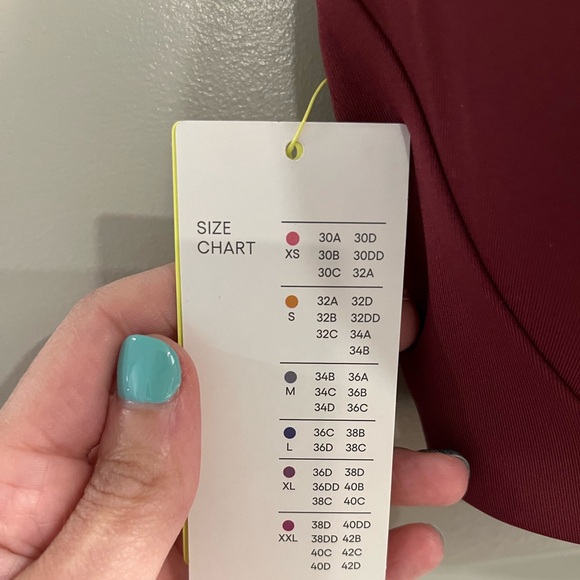 SIZE
CHART
XS
30A 30D
30B 30DD
30C 32A
S
32A 32D
32B 32DD
32C 34A
34B
M
34B 36A
34C 36B
34D 36C
L
36C 38B
36D 38C
XL
36D 38D
36DD 40B
38C 40C
XXL
38D 40DD
38DD 42B
40C 42C
40D 42D